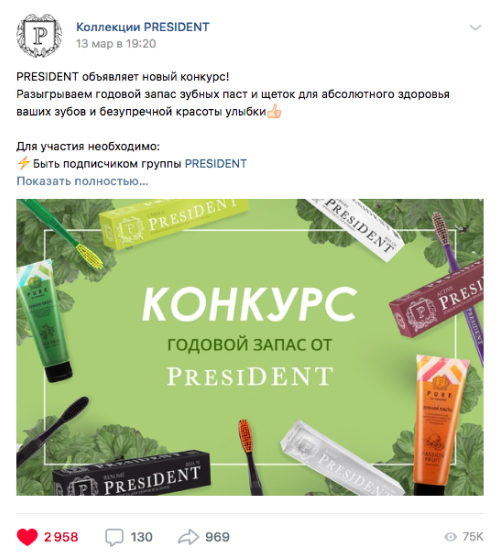 Коллекции PRESIDENT
13 мар в 19:20
PRESIDENT объявляет новый конкурс!
Разыгрываем годовой запас зубных паст и щеток для абсолютного здоровья
ваших зубов и безупречной красоты улыбки👍
Для участия необходимо:
⚡Быть подписчиком группы PRESIDENT
Показать полностью...
PRESIDENT
PRESIDENT
PRESIDENT
PURE
КОНКУРС
ГОДОВОЙ ЗАПАС ОТ
PRESIDENT
PURE
PRESIDENT
PRESIDENT
2 958
130
969
75K